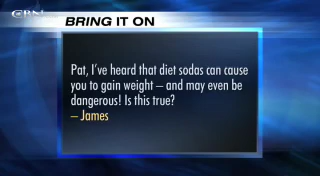 CBN
BRING IT ON
Pat, I've heard that diet sodas can cause
you to gain weight – and may even be
dangerous! Is this true?
– James